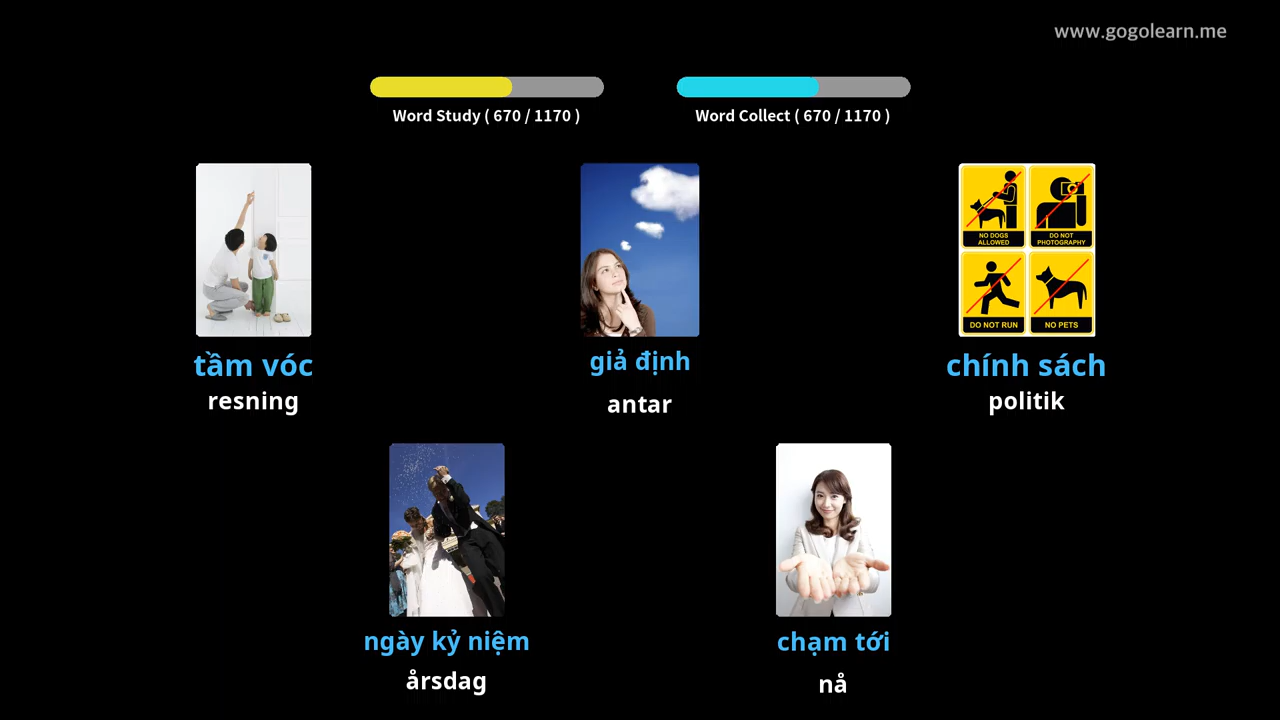 www.gogolearn.me
Word Study ( 670 / 1170 )
Word Collect ( 670 / 1170 )
NO DOGS
ALLOWED
DO NOT
PHOTOGRAPHY
DO NOT RUN
NO PETS
tầm vóc
resning
giả định
antar
chính sách
politik
ngày kỷ niệm
årsdag
chạm tới
nå